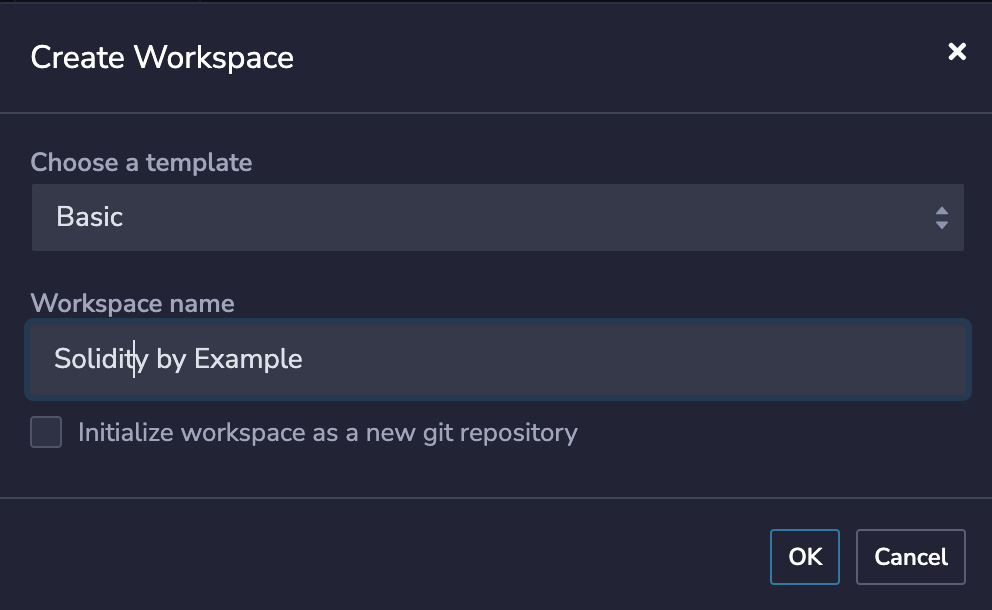 Create Workspace
Choose a template
Basic
Workspace name
Solidity by Example
Initialize workspace as a new git repository
OK
Cancel